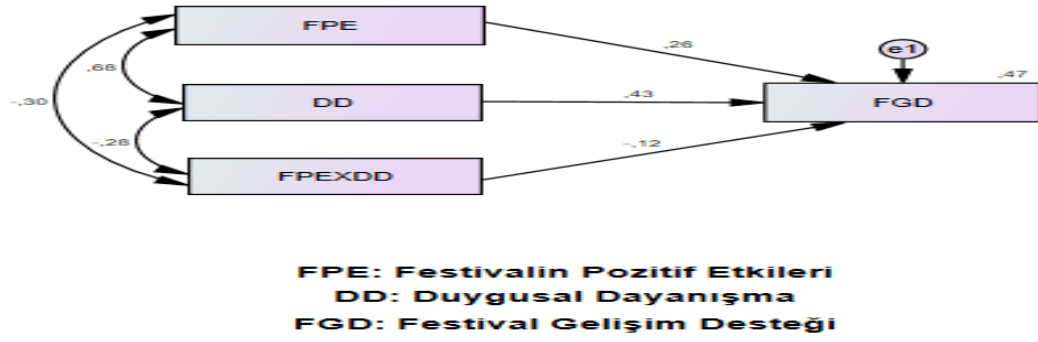 FPE
,26
e1
,47
,68
-,30
DD
,43
FGD
-,28
-,12
FPEXDD
FPE: Festivalin Pozitif Etkileri
DD: Duygusal Dayanışma
FGD: Festival Gelişim Desteği